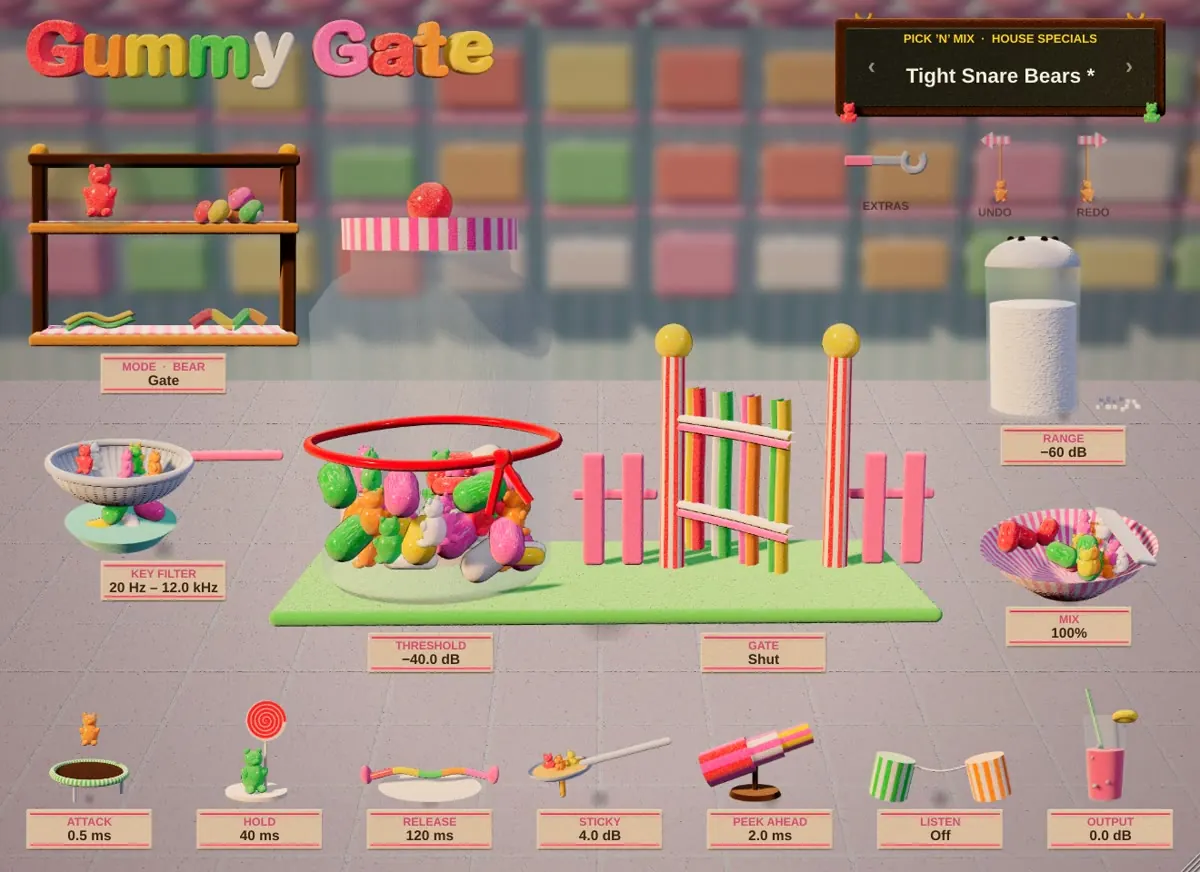 Gummy Gate
PICK 'N' MIX · HOUSE SPECIALS
‹ Tight Snare Bears * ›
EXTRAS
UNDO
REDO
MODE · BEAR
Gate
RANGE
−60 dB
KEY FILTER
20 Hz – 12.0 kHz
MIX
100%
THRESHOLD
−40.0 dB
GATE
Shut
ATTACK
0.5 ms
HOLD
40 ms
RELEASE
120 ms
STICKY
4.0 dB
PEEK AHEAD
2.0 ms
LISTEN
Off
OUTPUT
0.0 dB